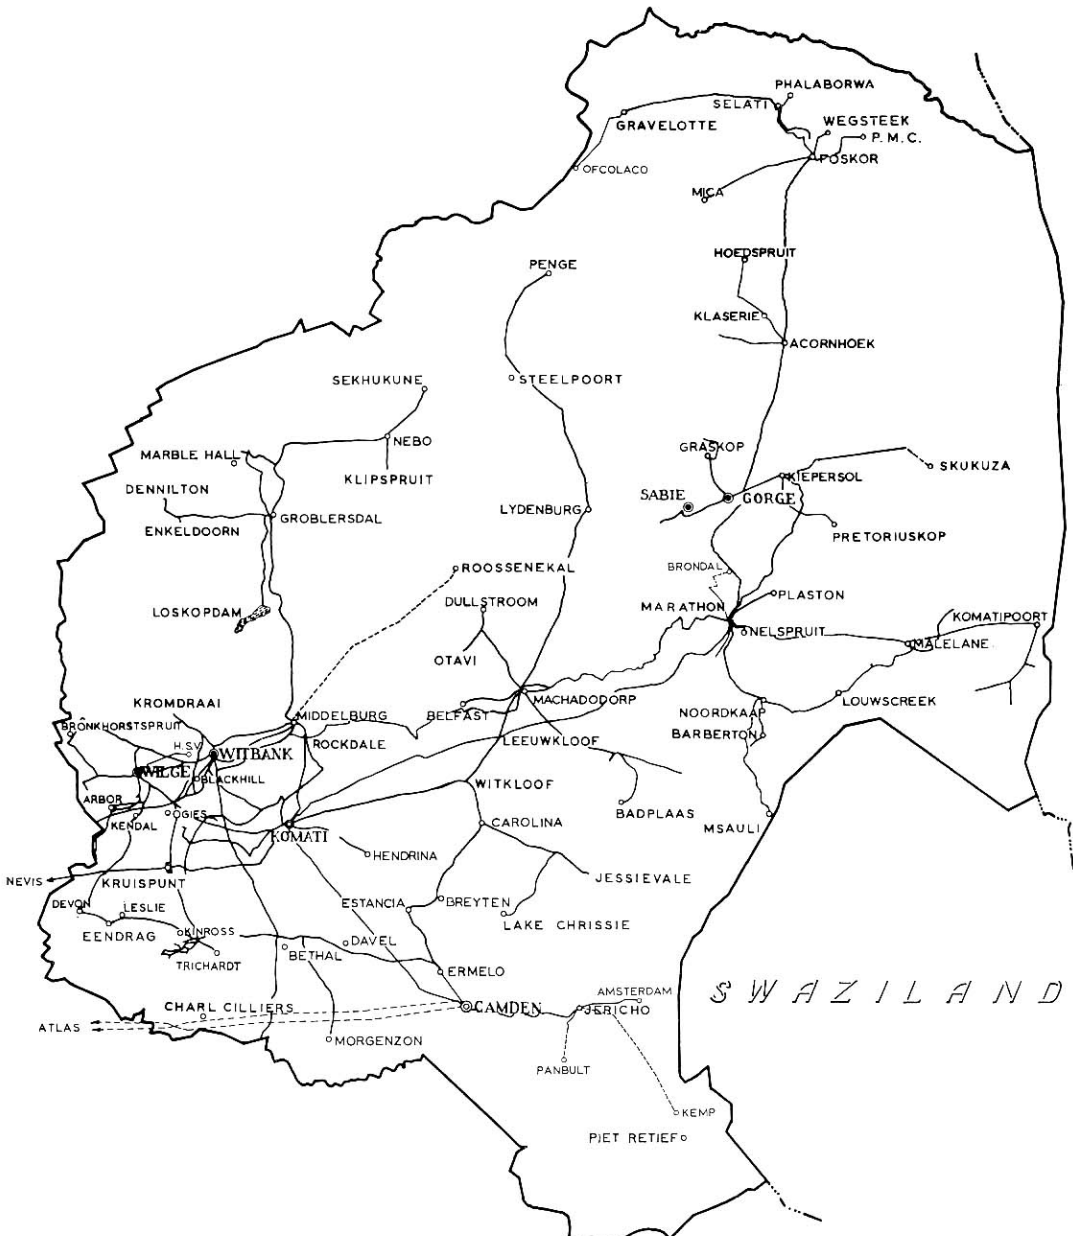 PHALABORWA
SELATI
GRAVELOTTE
WEGSTEEK
P.M.C.
FOSKOR
OFCOLACO
MICA
HOEDSPRUIT
PENGE
KLASERIE
ACORNHOEK
SEKHUKUNE
STEELPOORT
NEBO
GRASKOP
MARBLE HALL
KLIPSPRUIT
KIEPERSOL
SKUKUZA
DENNILTON
SABIE
GORGE
LYDENBURG
GROBLERSDAL
ENKELDOORN
PRETORIUSKOP
BRONDAL
ROOSSENEKAL
PLASTON
DULLSTROOM
MARATHON
LOSKOPDAM
KOMATIPOORT
NELSPRUIT
MALELANE
OTAVI
MACHADODORP
KROMDRAAI
LOUWSCREEK
MIDDELBURG
BELFAST
NOORDKAAP
BRONKHORSTSPRUIT
BARBERTON
H.S.V.
ROCKDALE
LEEUWKLOOF
WITBANK
WILGE
BLACKHILL
WITKLOOF
ARBOR
OGIES
BADPLAAS
KENDAL
CAROLINA
MSAULI
KOMATI
HENDRINA
NEVIS
KRUISPUNT
JESSIEVALE
DEVON
LESLIE
ESTANCIA
BREYTEN
LAKE CHRISSIE
EENDRAG
KINROSS
DAVEL
BETHAL
TRICHARDT
ERMELO
SWAZILAND
AMSTERDAM
CHARL CILLIERS
CAMDEN
JERICHO
ATLAS
MORGENZON
PANBULT
KEMP
PIET RETIEF